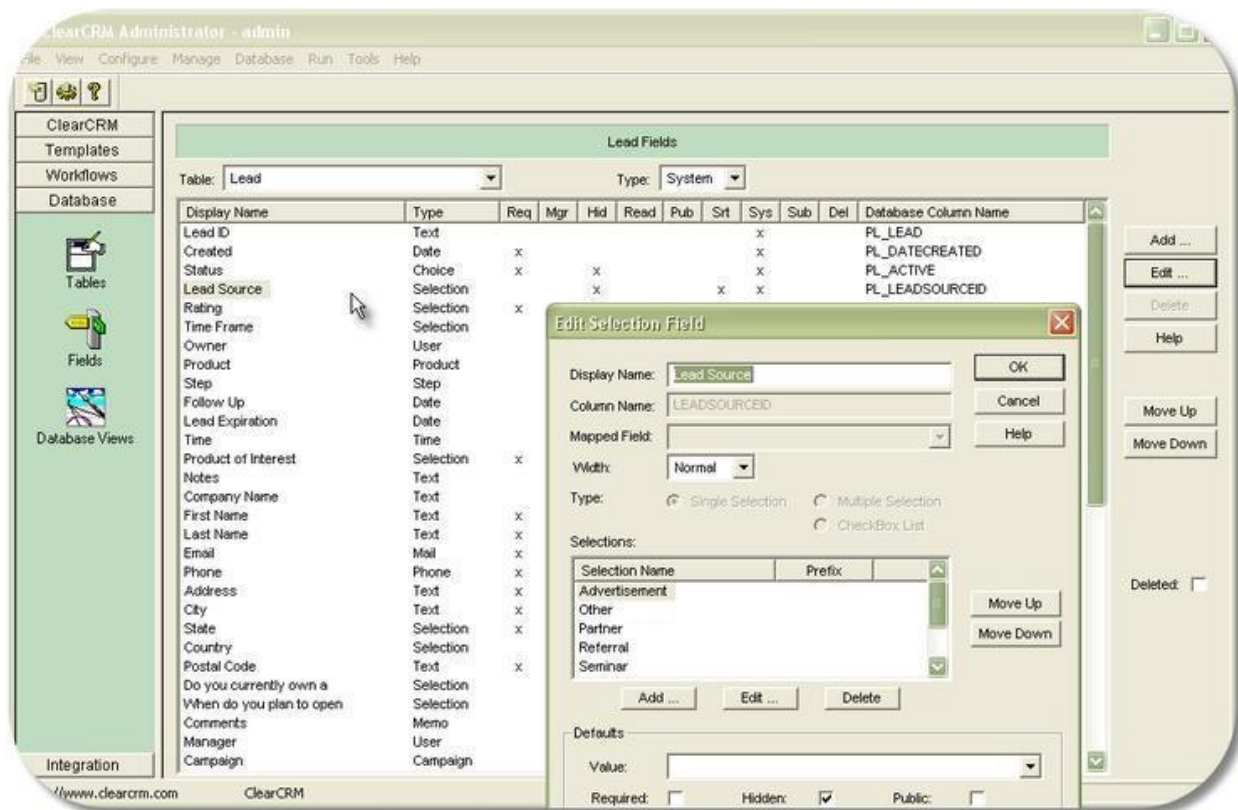 ClearCRM Administrator - admin
File View Configure Manage Database Run Tools Help
ClearCRM
Templates
Workflows
Database
Tables
Fields
Database Views
Integration
Lead Fields
Table: Lead Type: System
Display Name Type Req Mgr Hid Read Pub Srt Sys Sub Del Database Column Name
Lead ID Text x PL_LEAD
Created Date x x PL_DATECREATED
Status Choice x x x PL_ACTIVE
Lead Source Selection x x x PL_LEADSOURCEID
Rating Selection x
Time Frame Selection
Owner User
Product Product
Step Step
Follow Up Date
Lead Expiration Date
Time Time
Product of Interest Selection x
Notes Text
Company Name Text
First Name Text x
Last Name Text x
Email Mail x
Phone Phone x
Address Text x
City Text x
State Selection x
Country Selection
Postal Code Text x
Do you currently own a Selection
When do you plan to open Selection
Comments Memo
Manager User
Campaign Campaign
Add ...
Edit ...
Delete
Help
Move Up
Move Down
Deleted:
Edit Selection Field
Display Name: Lead Source OK
Column Name: LEADSOURCEID Cancel
Mapped Field: Help
Width: Normal
Type: Single Selection Multiple Selection
CheckBox List
Selections:
Selection Name Prefix
Advertisement
Other
Partner
Referral
Seminar
Move Up
Move Down
Add ... Edit ... Delete
Defaults
Value:
Required: Hidden: Public:
//www.clearcrm.com ClearCRM